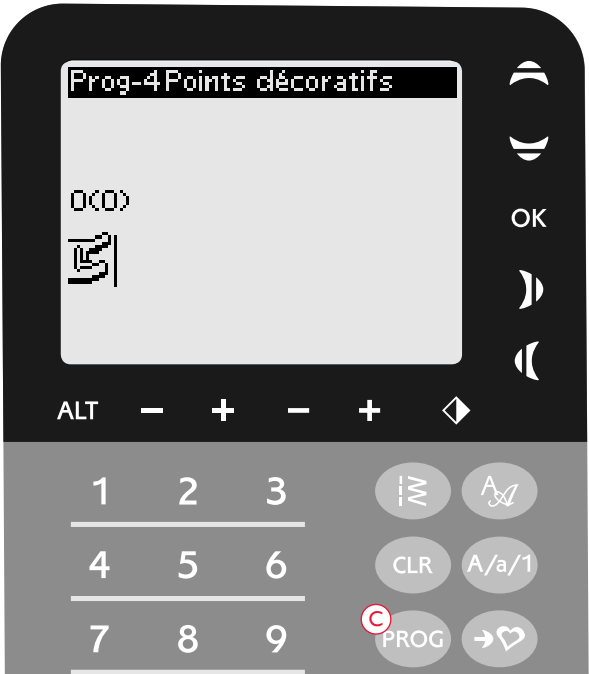 Prog-4 Points décoratifs
0(0)
OK
ALT - + - +
1 2 3
4 5 6 CLR A/a/1
C
7 8 9 PROG